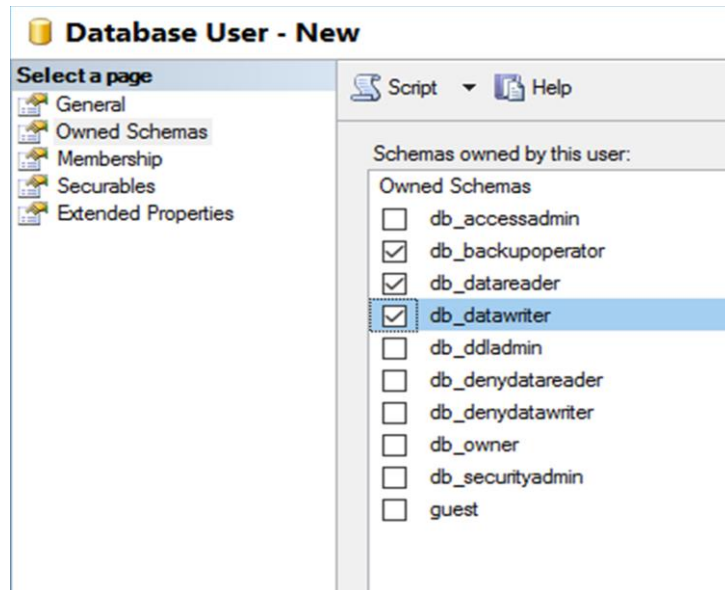 Database User - New
Select a page
General
Owned Schemas
Membership
Securables
Extended Properties
Script
Help
Schemas owned by this user:
Owned Schemas
db_accessadmin
db_backupoperator
db_datareader
db_datawriter
db_ddladmin
db_denydatareader
db_denydatawriter
db_owner
db_securityadmin
guest